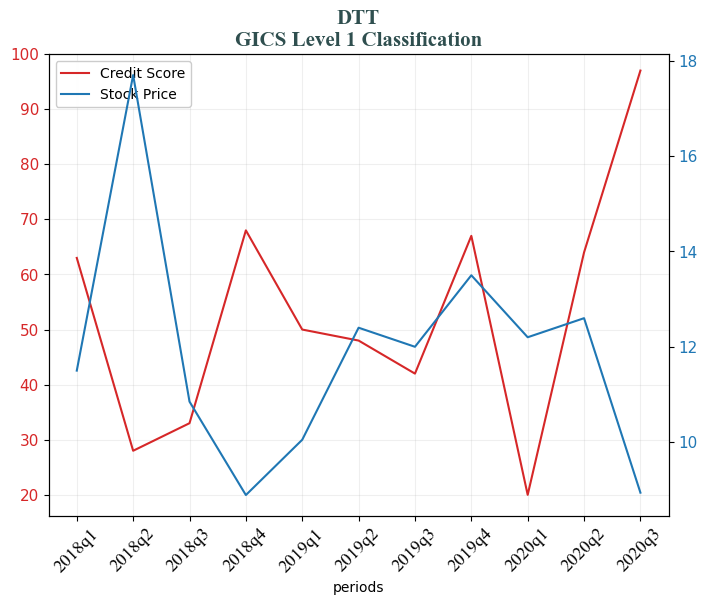 DTT
GICS Level 1 Classification
Credit Score
Stock Price
100
90
80
70
60
50
40
30
20
18
16
14
12
10
2018q1
2018q2
2018q3
2018q4
2019q1
2019q2
2019q3
2019q4
2020q1
2020q2
2020q3
periods